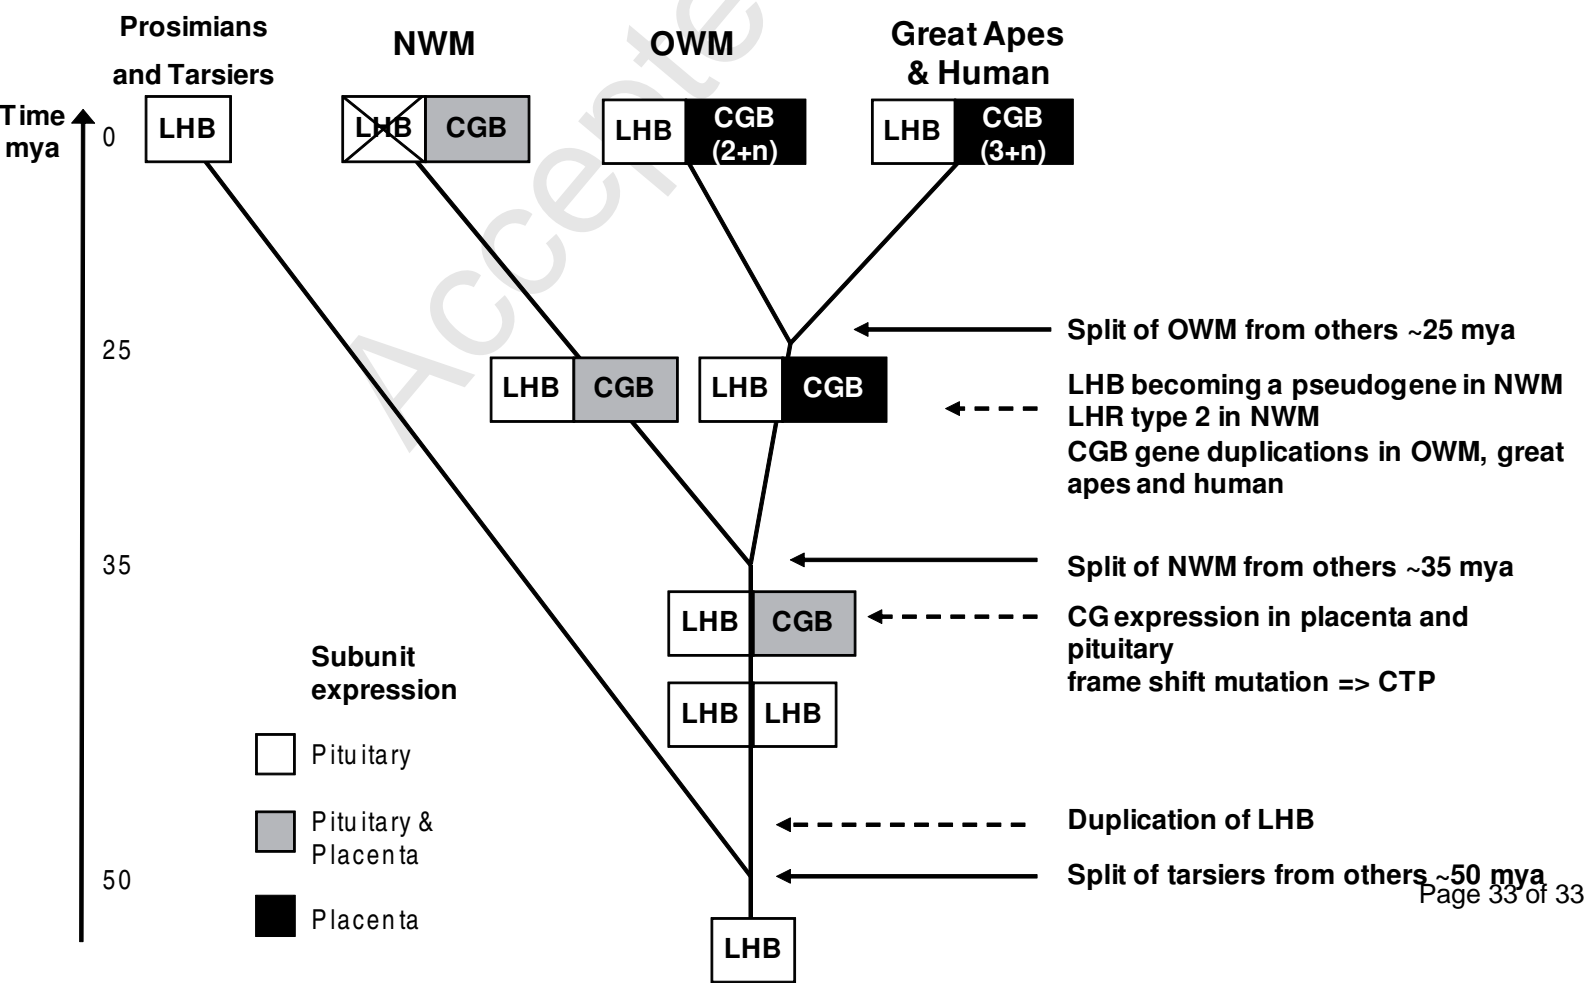 Prosimians
and Tarsiers
NWM
OWM
Great Apes
& Human
Time
mya
0
LHB
LHB
CGB
LHB
CGB
(2+n)
LHB
CGB
(3+n)
25
Split of OWM from others ~25 mya
LHB
CGB
LHB
CGB
LHB becoming a pseudogene in NWM
LHR type 2 in NWM
CGB gene duplications in OWM, great
apes and human
35
Split of NWM from others ~35 mya
LHB
CGB
CG expression in placenta and
pituitary
frame shift mutation => CTP
LHB
LHB
Subunit
expression
Pituitary
Pituitary &
Placenta
Placenta
Duplication of LHB
50
Split of tarsiers from others ~50 mya
Page 33 of 33
LHB
Accepte